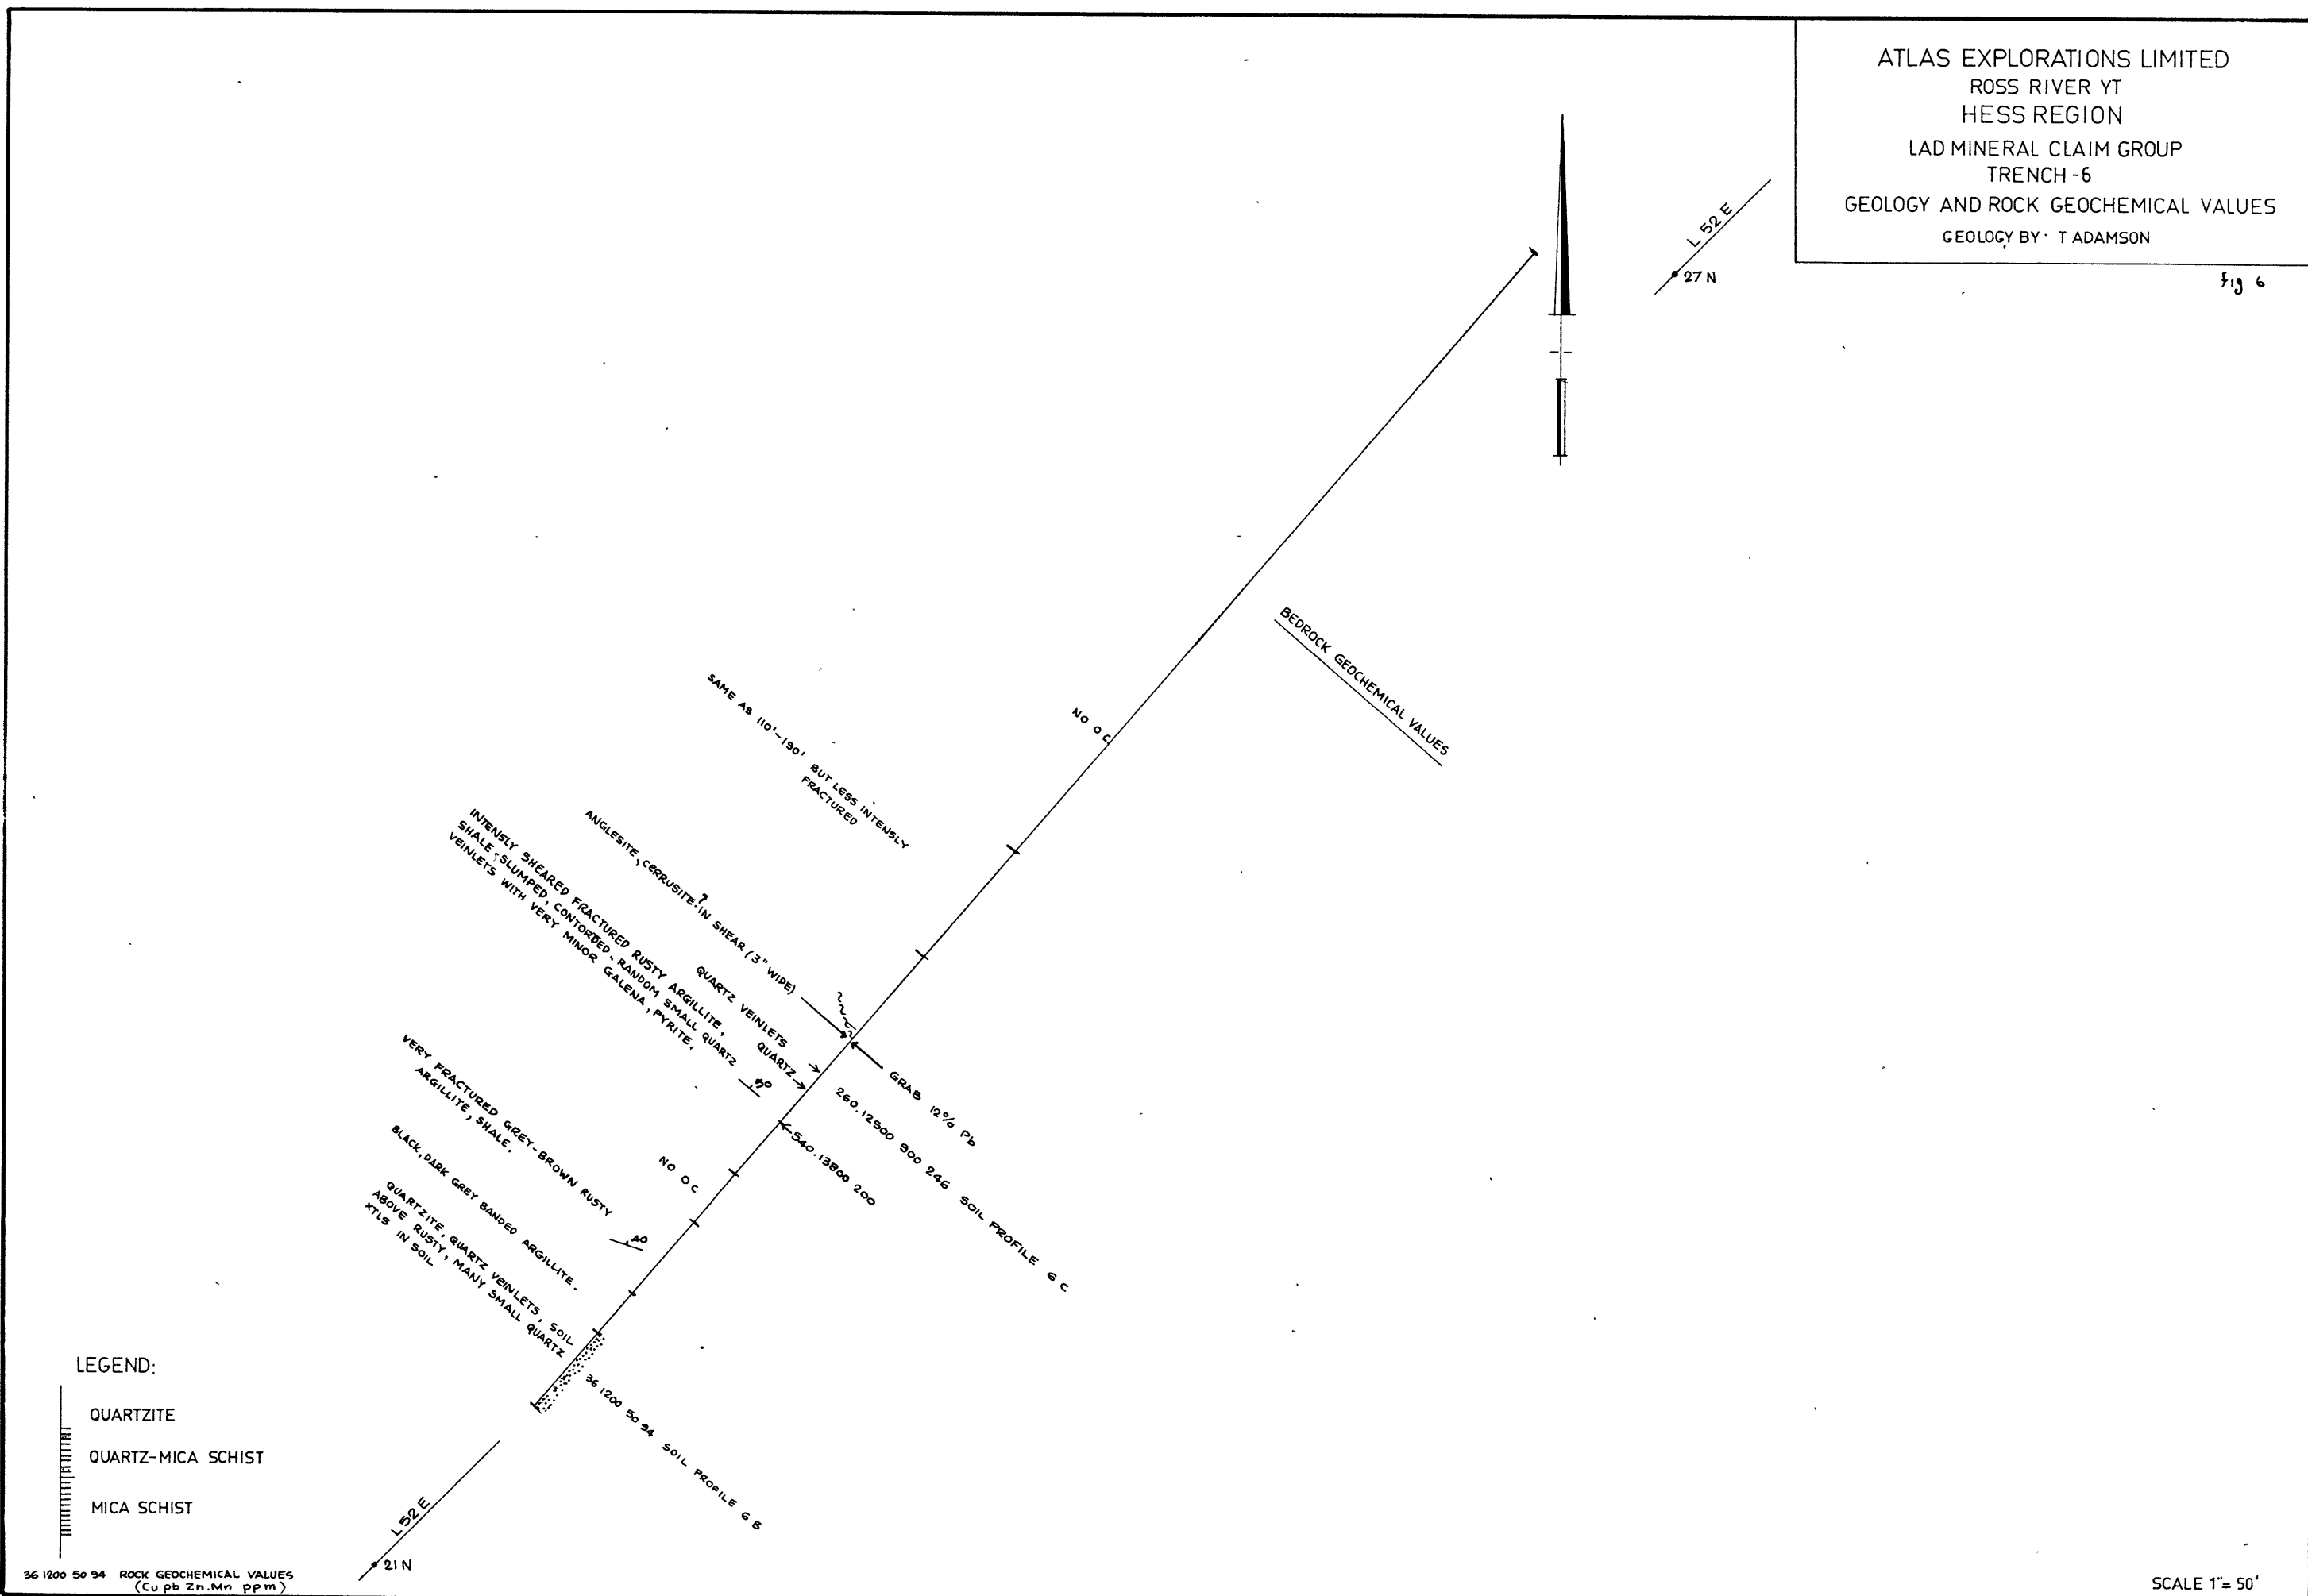 ATLAS EXPLORATIONS LIMITED
ROSS RIVER YT
HESS REGION
LAD MINERAL CLAIM GROUP
TRENCH-6
GEOLOGY AND ROCK GEOCHEMICAL VALUES
GEOLOGY BY· T ADAMSON
fig 6
L 52 E
27 N
BEDROCK GEOCHEMICAL VALUES
NO O C
SAME AS 110'-190' BUT LESS INTENSLY
FRACTURED
ANGLESITE, CERRUSITE ? IN SHEAR (3" WIDE)
INTENSLY SHEARED FRACTURED RUSTY ARGILLITE,
SHALE, SLUMPED, CONTORTED - RANDOM SMALL QUARTZ
VEINLETS WITH VERY MINOR GALENA, PYRITE.
QUARTZ VEINLETS
QUARTZ
50
GRAB 12% Pb
260.12500 900 246 SOIL PROFILE 6 C
540.13800 200
NO O C
VERY FRACTURED GREY-BROWN RUSTY
ARGILLITE, SHALE.
40
BLACK, DARK GREY BANDED ARGILLITE.
QUARTZITE, QUARTZ VEINLETS, SOIL
ABOVE RUSTY, MANY SMALL QUARTZ
XTLS IN SOIL
36 1200 50 94 SOIL PROFILE 6 B
LEGEND:
QUARTZITE
QUARTZ-MICA SCHIST
MICA SCHIST
L 52 E
21 N
36 1200 50 94 ROCK GEOCHEMICAL VALUES
(Cu pb Zn.Mn ppm)
SCALE 1"= 50'